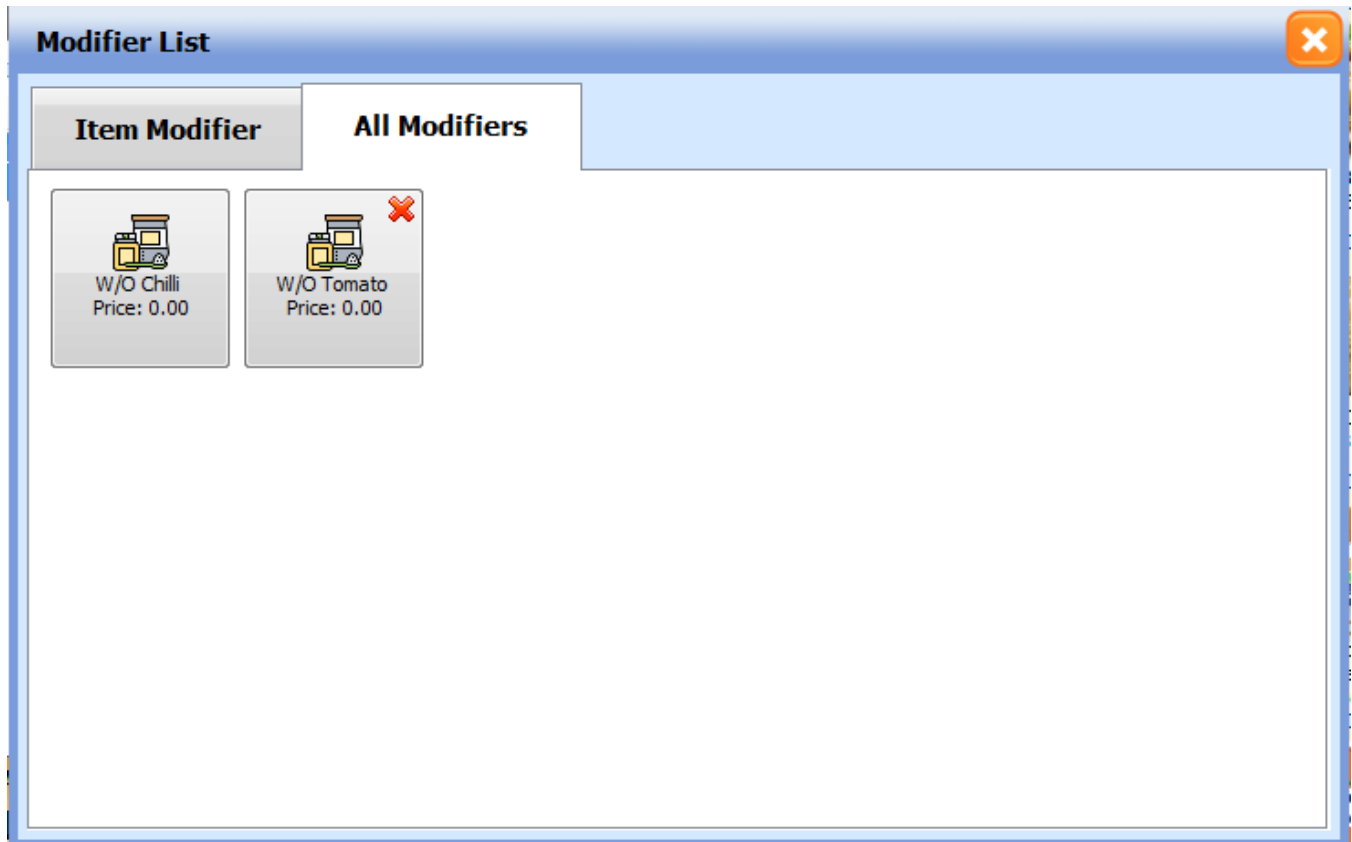 Modifier List
Item Modifier
All Modifiers
W/O Chilli
Price: 0.00
W/O Tomato
Price: 0.00